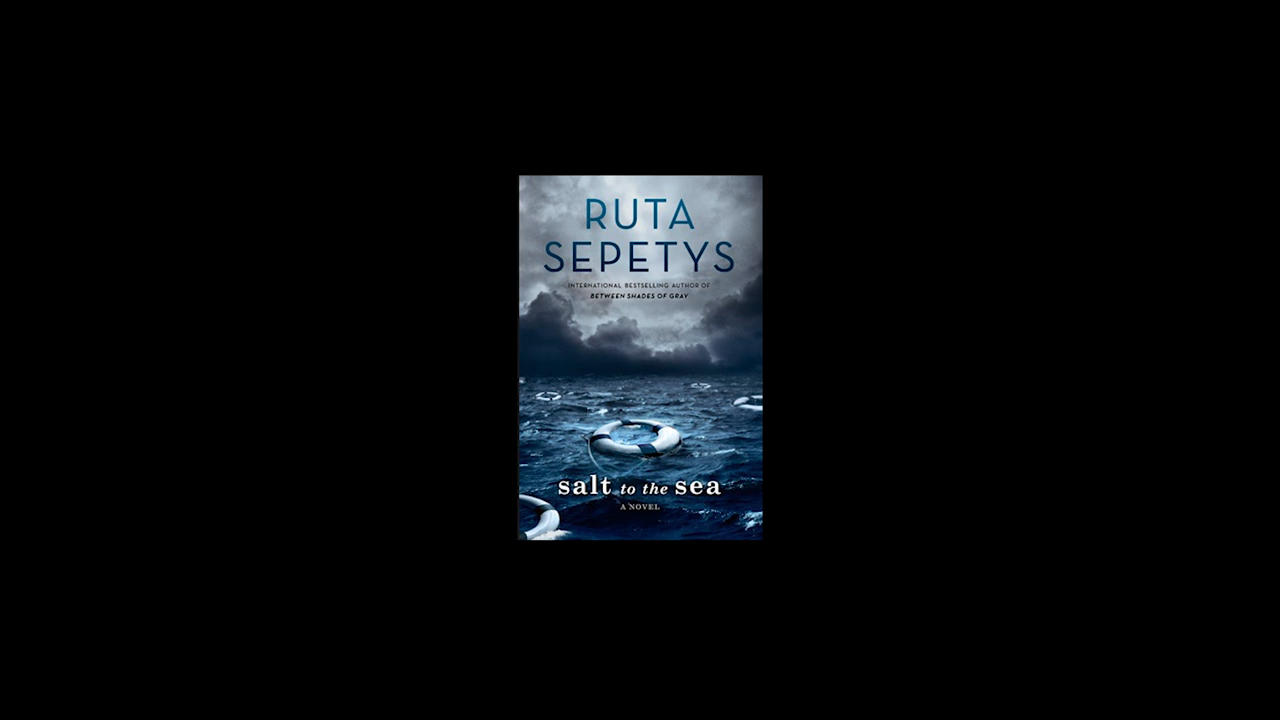 RUTA
SEPETYS
INTERNATIONAL BESTSELLING AUTHOR OF
BETWEEN SHADES OF GRAY
salt to the sea
A NOVEL